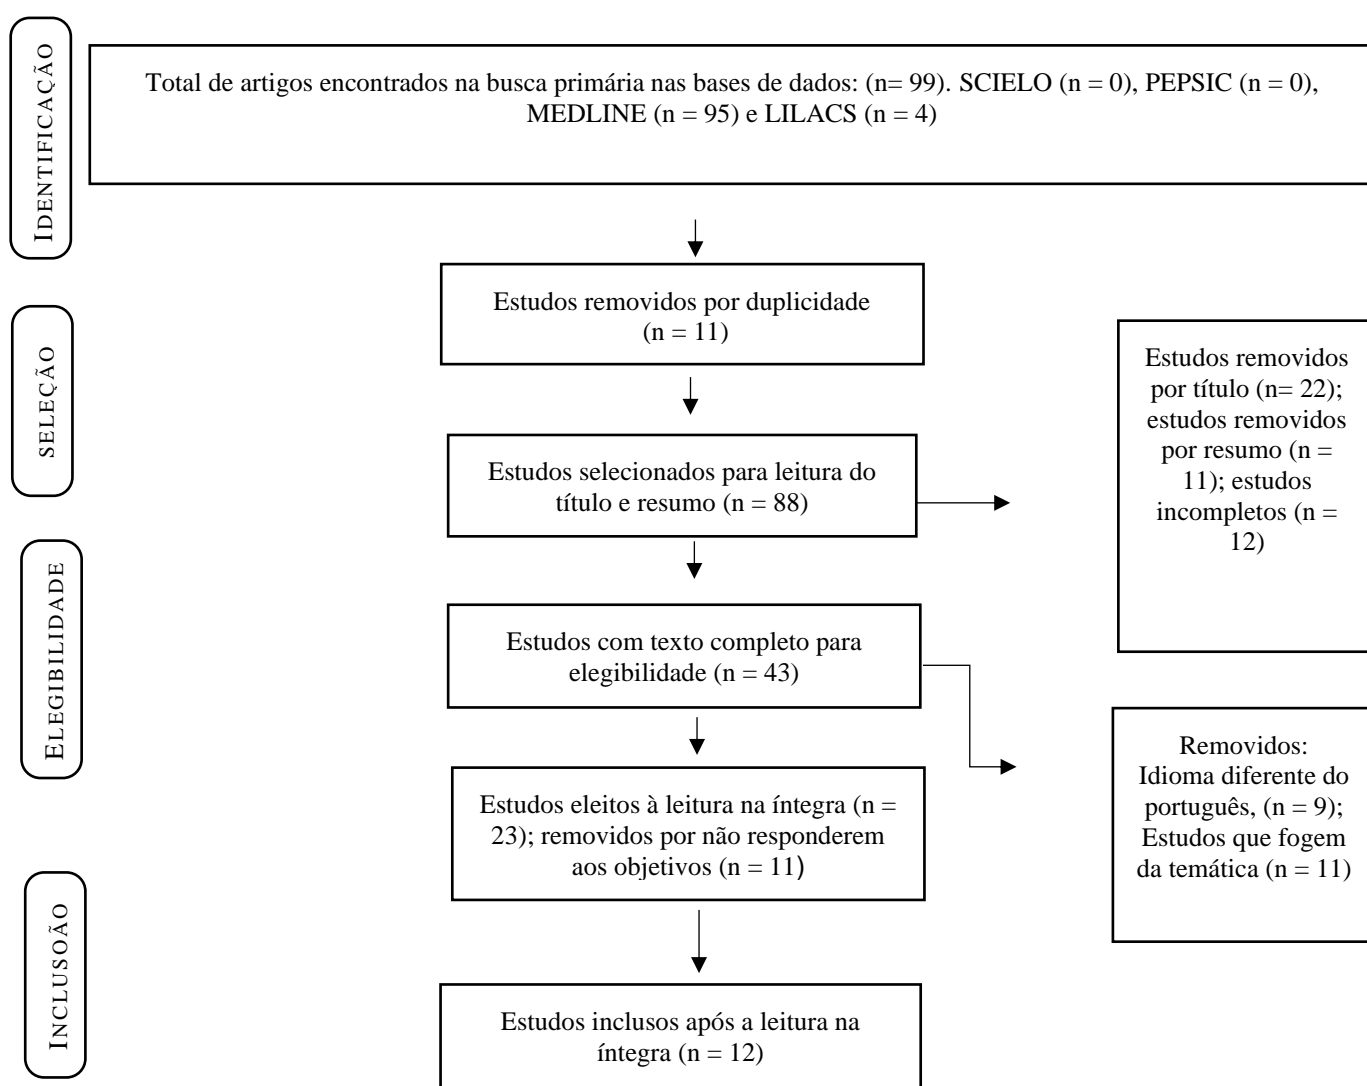 IDENTIFICAÇÃO
Total de artigos encontrados na busca primária nas bases de dados: (n= 99). SCIELO (n = 0), PEPSIC (n = 0),
MEDLINE (n = 95) e LILACS (n = 4)
Estudos removidos por duplicidade
(n = 11)
SELEÇÃO
Estudos selecionados para leitura do
título e resumo (n = 88)
Estudos removidos
por título (n= 22);
estudos removidos
por resumo (n =
11); estudos
incompletos (n =
12)
ELEGIBILIDADE
Estudos com texto completo para
elegibilidade (n = 43)
Removidos:
Idioma diferente do
português, (n = 9);
Estudos que fogem
da temática (n = 11)
Estudos eleitos à leitura na íntegra (n =
23); removidos por não responderem
aos objetivos (n = 11)
INCLUSOÃO
Estudos inclusos após a leitura na
íntegra (n = 12)